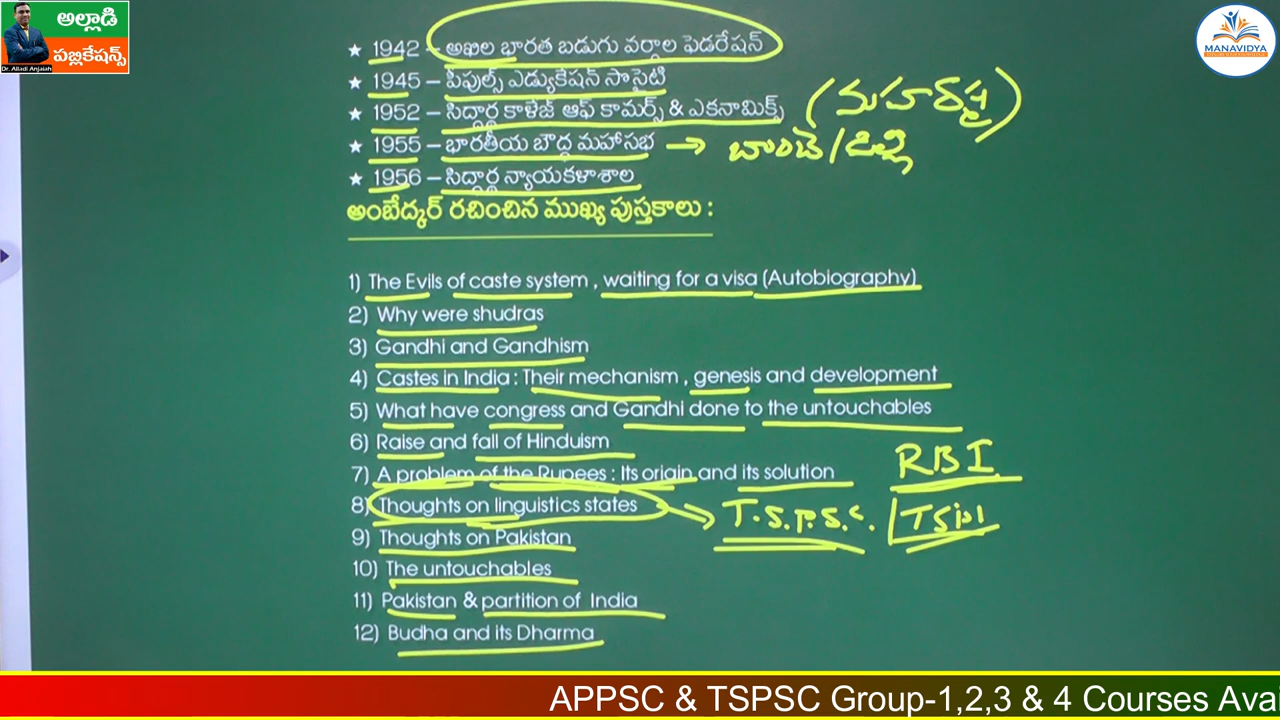 అల్లాడి
పబ్లికేషన్స్
Dr. Alladi Anjaiah
MANAVIDYA
★ 1942 – అఖిల భారత బడుగు వర్గాల ఫెడరేషన్
★ 1945 – పీపుల్స్ ఎడ్యుకేషన్ సొసైటి
★ 1952 – సిద్ధార్థ కాళేజ్ ఆఫ్ కామర్స్ & ఎకనామిక్స్ (మహారాష్ట్ర)
★ 1955 – భారతీయ బౌద్ధ మహాసభ → బాంబె/ఢిల్లి
★ 1956 – సిద్ధార్థ న్యాయకళాశాల
అంబేద్కర్ రచించిన ముఖ్య పుస్తకాలు :
1) The Evils of caste system , waiting for a visa (Autobiography)
2) Why were shudras
3) Gandhi and Gandhism
4) Castes in India : Their mechanism , genesis and development
5) What have congress and Gandhi done to the untouchables
6) Raise and fall of Hinduism
7) A problem of the Rupees : Its origin and its solution RBI
8) Thoughts on linguistics states → T.S.P.S.C.
9) Thoughts on Pakistan
10) The untouchables
11) Pakistan & partition of India
12) Budha and its Dharma
APPSC & TSPSC Group-1,2,3 & 4 Courses Avai